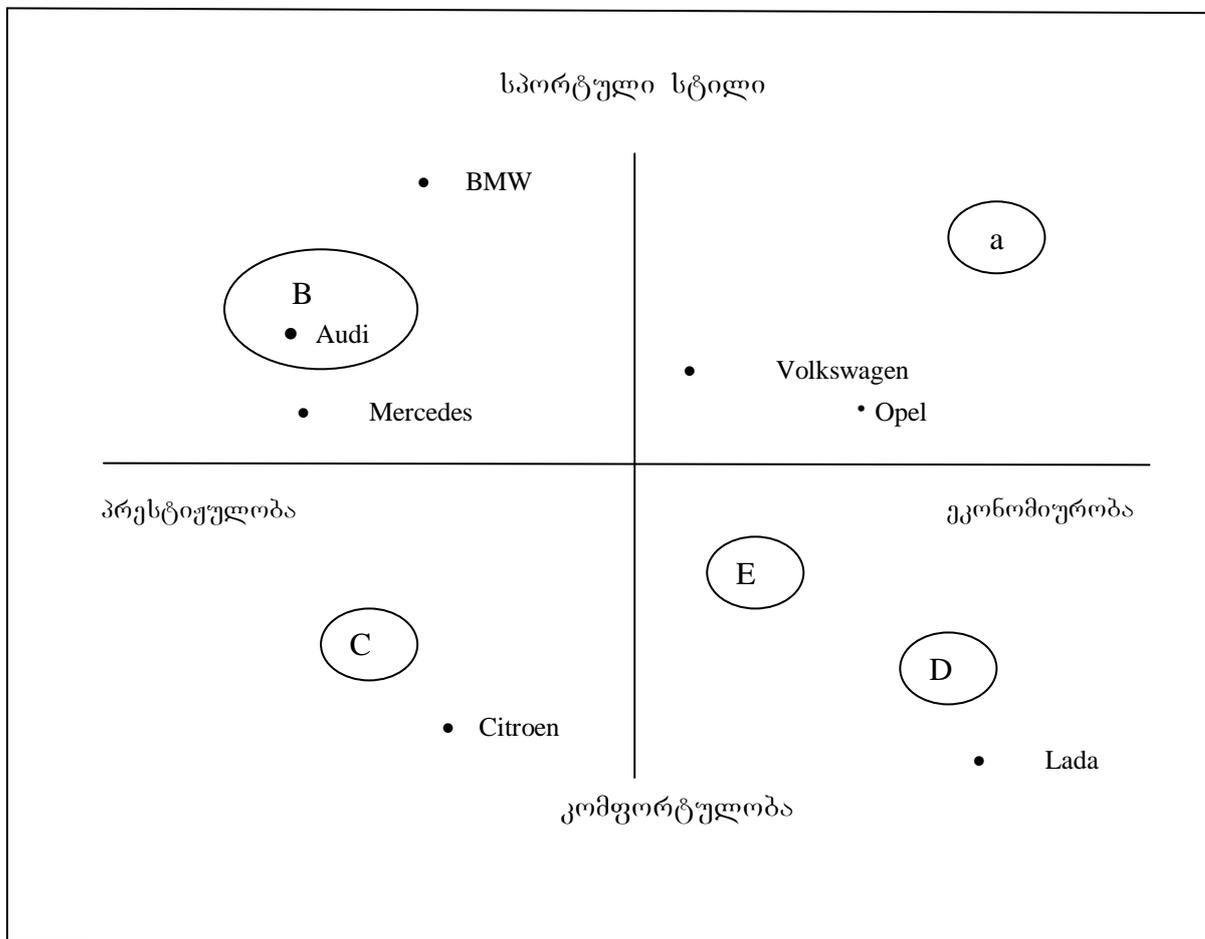 სპორტული სტილი
BMW
a
B
Audi
Volkswagen
Mercedes
Opel
პრესტიჟულობა
ეკონომიურობა
E
C
D
Citroen
Lada
კომფორტულობა